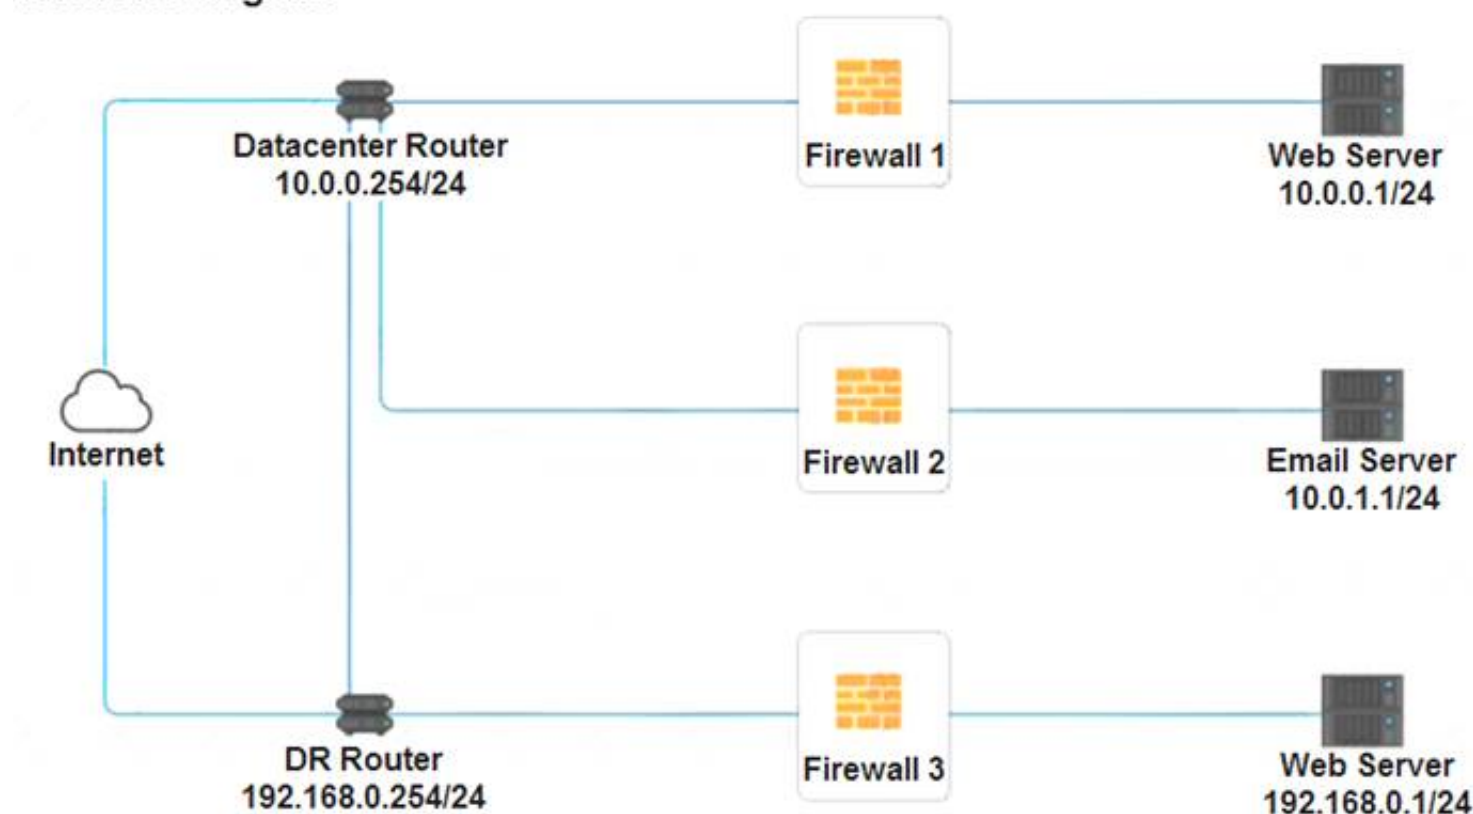 Datacenter Router
10.0.0.254/24
Firewall 1
Web Server
10.0.0.1/24
Internet
Firewall 2
Email Server
10.0.1.1/24
DR Router
192.168.0.254/24
Firewall 3
Web Server
192.168.0.1/24